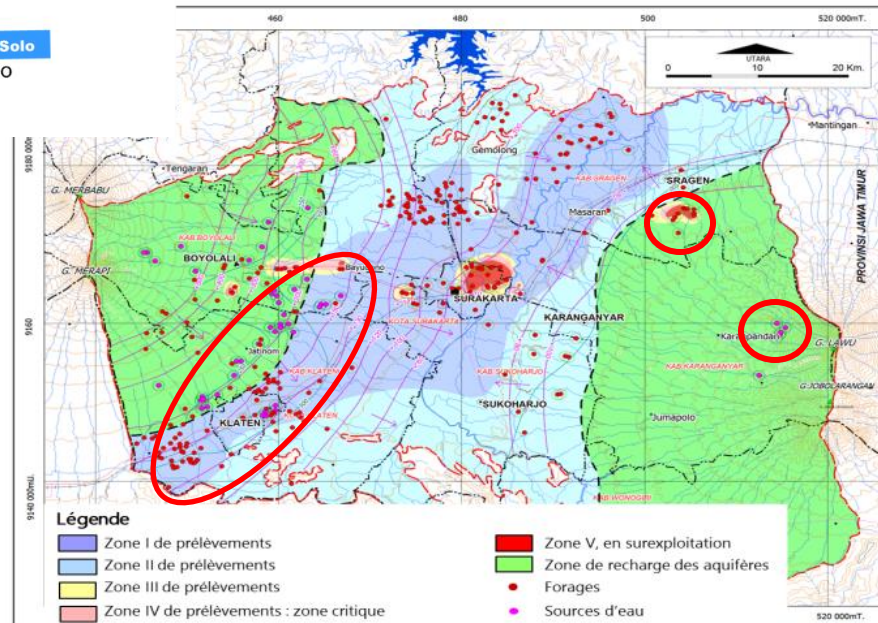 Solo
o
460
480
500
520 000mT.
UTARA
0 10 20 Km.
Mantingan
9180 000m
Tengaran
Gemolong
KAB SRAGEN
SRAGEN
G. MERBABU
Masaran
PROVINSI JAWA TIMUR
KAB BOYOLALI
BOYOLALI
G. MERAPI
SURAKARTA
KARANGANYAR
9160
KOTA SURAKARTA
Karangpandan
G. LAWU
Jatinom
KAB KLATEN
KAB SUKOHARJO
KAB KARANGANYAR
G.JOBOLARANGAN
SUKOHARJO
KLATEN
Jumapolo
9140 000mU.
KAB WONOGIRI
Légende
Zone I de prélèvements
Zone II de prélèvements
Zone III de prélèvements
Zone IV de prélèvements : zone critique
Zone V, en surexploitation
Zone de recharge des aquifères
Forages
Sources d'eau
520 000mT.